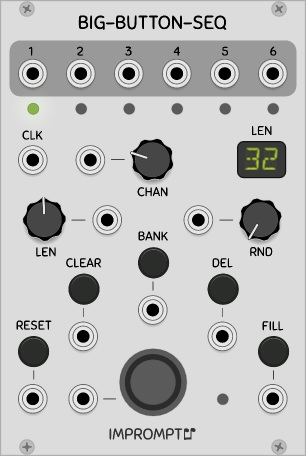 BIG-BUTTON-SEQ
1 2 3 4 5 6
CLK
LEN
32
CHAN
LEN
BANK
RND
CLEAR
DEL
RESET
FILL
IMPROMPTU